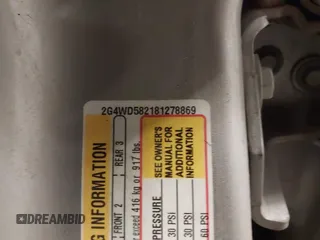 2G4WD582181278869
G INFORMATION
FRONT 2
REAR 3
exceed 416 kg or 917 lbs.
SEE OWNER'S
MANUAL FOR
ADDITIONAL
INFORMATION
PRESSURE
30 PSI
30 PSI
60 PSI
DREAMBID